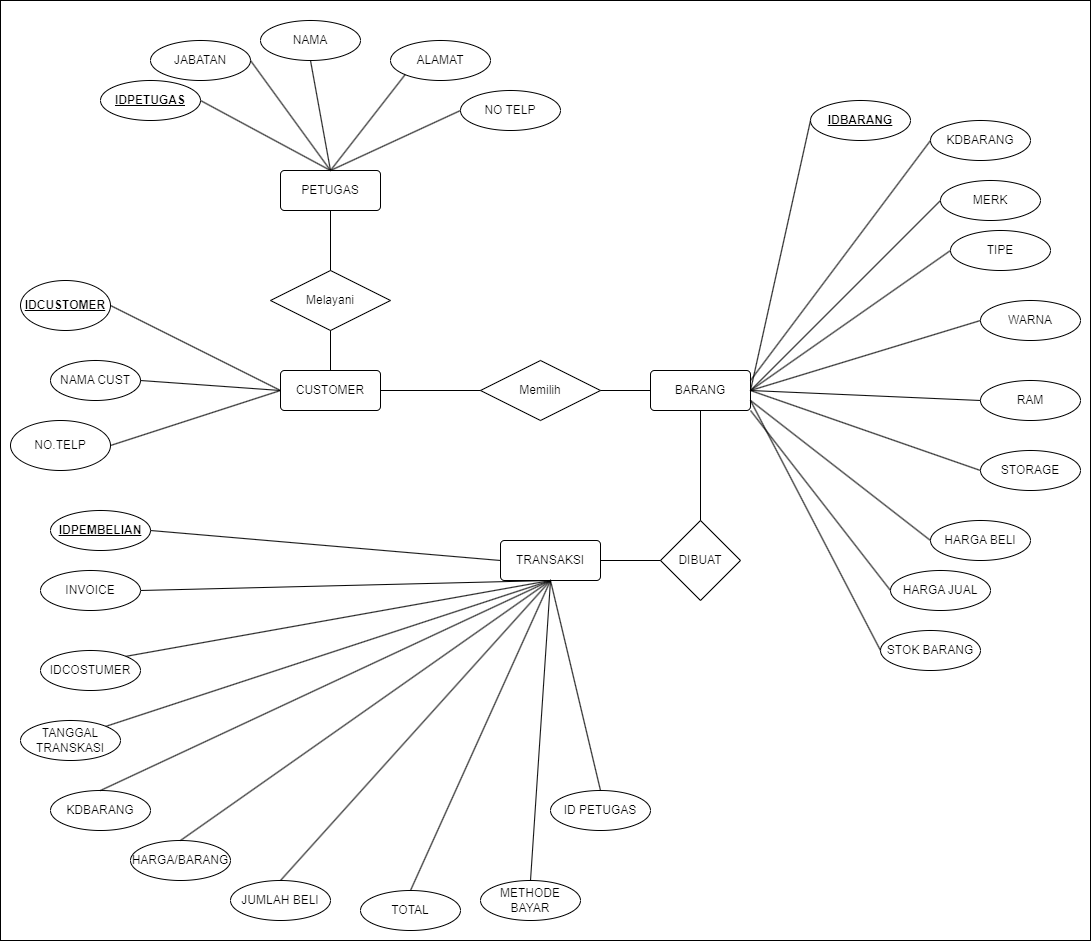 NAMA
JABATAN
ALAMAT
IDPETUGAS
NO TELP
IDBARANG
KDBARANG
PETUGAS
MERK
TIPE
Melayani
IDCUSTOMER
WARNA
NAMA CUST
CUSTOMER
Memilih
BARANG
RAM
NO.TELP
STORAGE
IDPEMBELIAN
HARGA BELI
TRANSAKSI
DIBUAT
INVOICE
HARGA JUAL
STOK BARANG
IDCOSTUMER
TANGGAL
TRANSKASI
KDBARANG
ID PETUGAS
HARGA/BARANG
JUMLAH BELI
METHODE
BAYAR
TOTAL